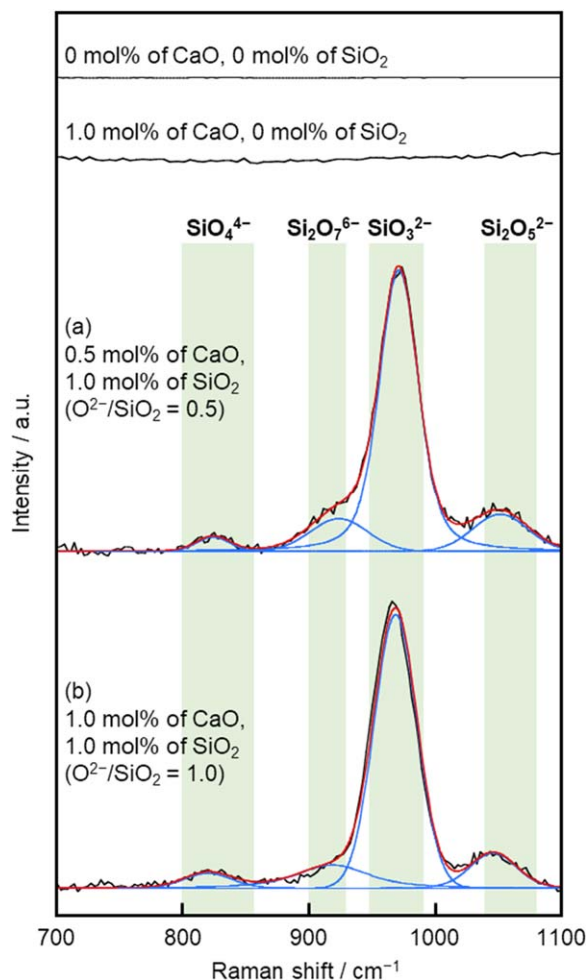 0 mol% of CaO, 0 mol% of SiO₂
1.0 mol% of CaO, 0 mol% of SiO₂
SiO₄⁴⁻ Si₂O₇⁶⁻ SiO₃²⁻ Si₂O₅²⁻
(a)
0.5 mol% of CaO,
1.0 mol% of SiO₂
(O²⁻/SiO₂ = 0.5)
Intensity / a.u.
(b)
1.0 mol% of CaO,
1.0 mol% of SiO₂
(O²⁻/SiO₂ = 1.0)
700 800 900 1000 1100
Raman shift / cm⁻¹